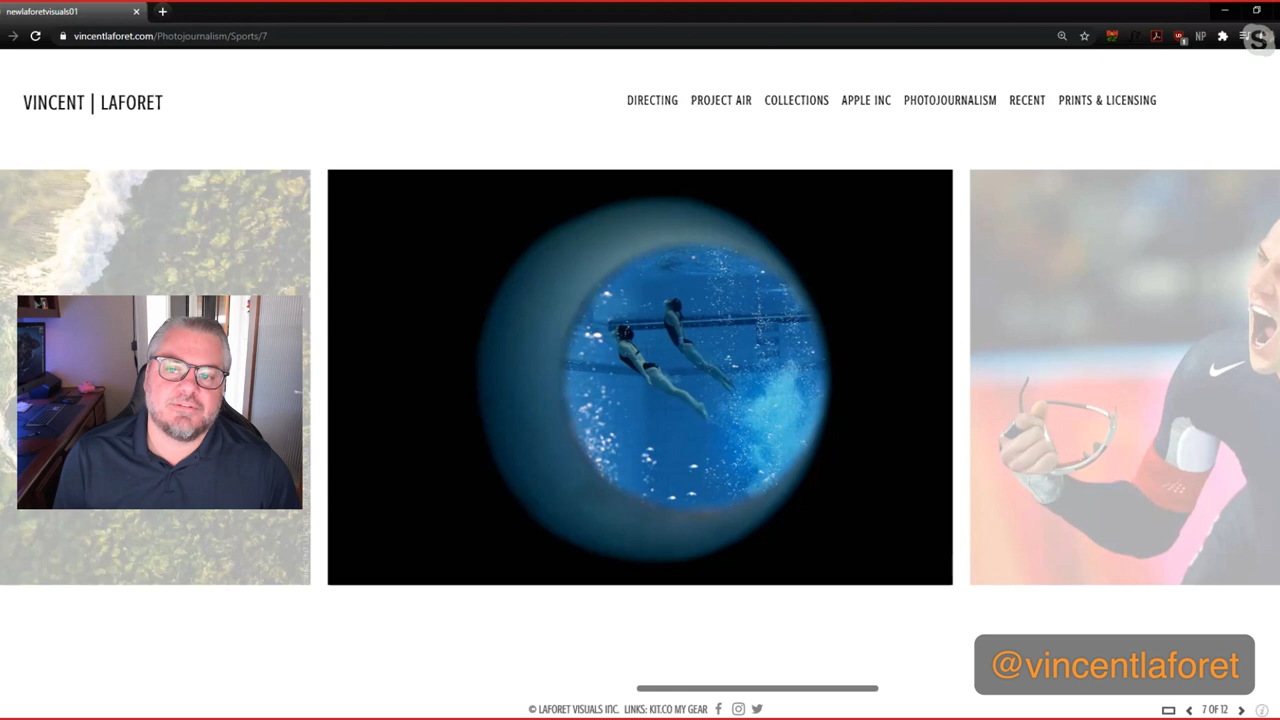 newlaforetvisuals01
vincentlaforet.com/Photojournalism/Sports/7
NP
VINCENT | LAFORET
DIRECTING PROJECT AIR COLLECTIONS APPLE INC PHOTOJOURNALISM RECENT PRINTS & LICENSING
@vincentlaforet
© LAFORET VISUALS INC. LINKS: KIT.CO MY GEAR
7 OF 12